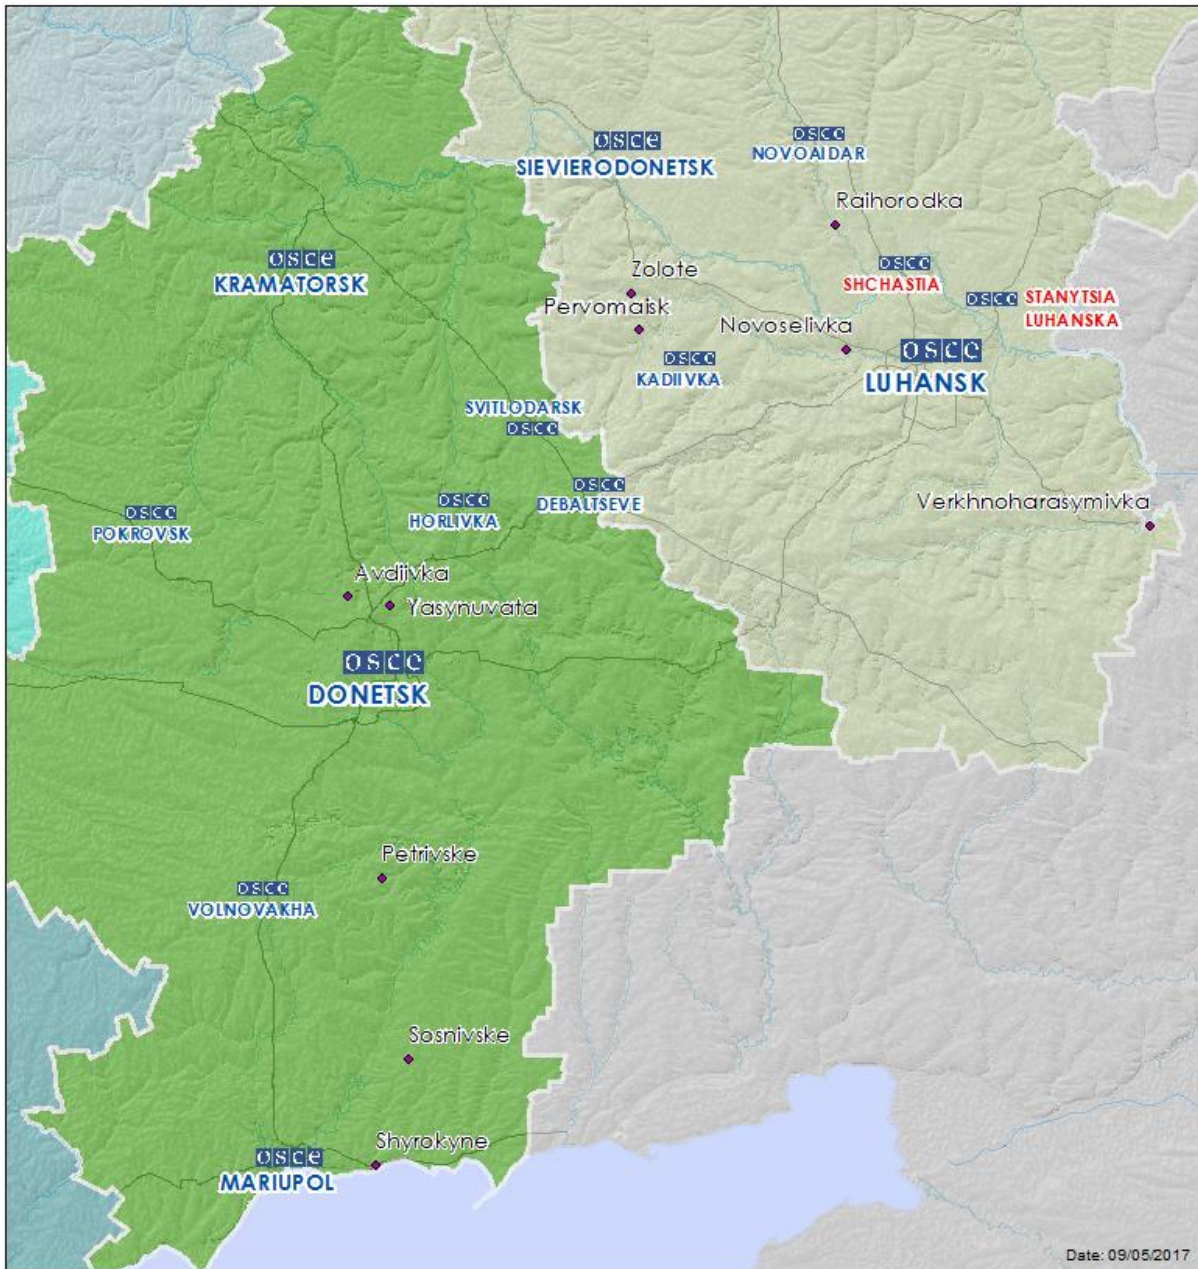 osce
SIEVIERODONETSK
osce
NOVOAIDAR
Raihorodka
osce
KRAMATORSK
Zolote
osce
SHCHASTIA
osce
STANYTSIA
LUHANSKA
Pervomaisk
Novoselivka
osce
KADIIVKA
osce
LUHANSK
SVITLODARSK
osce
osce
DEBALTSEVE
osce
HORLIVKA
osce
POKROVSK
Verkhnoharasymivka
Avdiivka
Yasynuvata
osce
DONETSK
Petrivske
osce
VOLNOVAKHA
Sosnivske
Shyrokyne
osce
MARIUPOL
Date: 09/05/2017